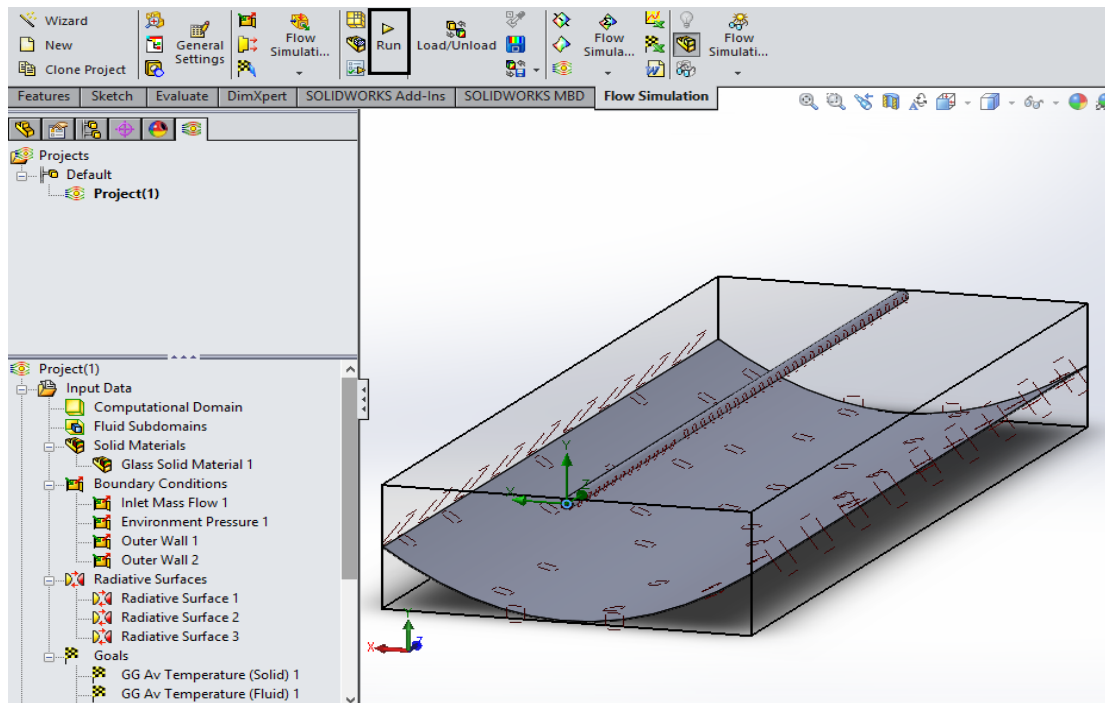 Wizard
New
Clone Project
General
Settings
Flow
Simulati...
Run
Load/Unload
Flow
Simula...
Flow
Simulati...
Features Sketch Evaluate DimXpert SOLIDWORKS Add-Ins SOLIDWORKS MBD Flow Simulation
Projects
Default
Project(1)
Project(1)
Input Data
Computational Domain
Fluid Subdomains
Solid Materials
Glass Solid Material 1
Boundary Conditions
Inlet Mass Flow 1
Environment Pressure 1
Outer Wall 1
Outer Wall 2
Radiative Surfaces
Radiative Surface 1
Radiative Surface 2
Radiative Surface 3
Goals
GG Av Temperature (Solid) 1
GG Av Temperature (Fluid) 1
Y
X
Z
Y
X
Z